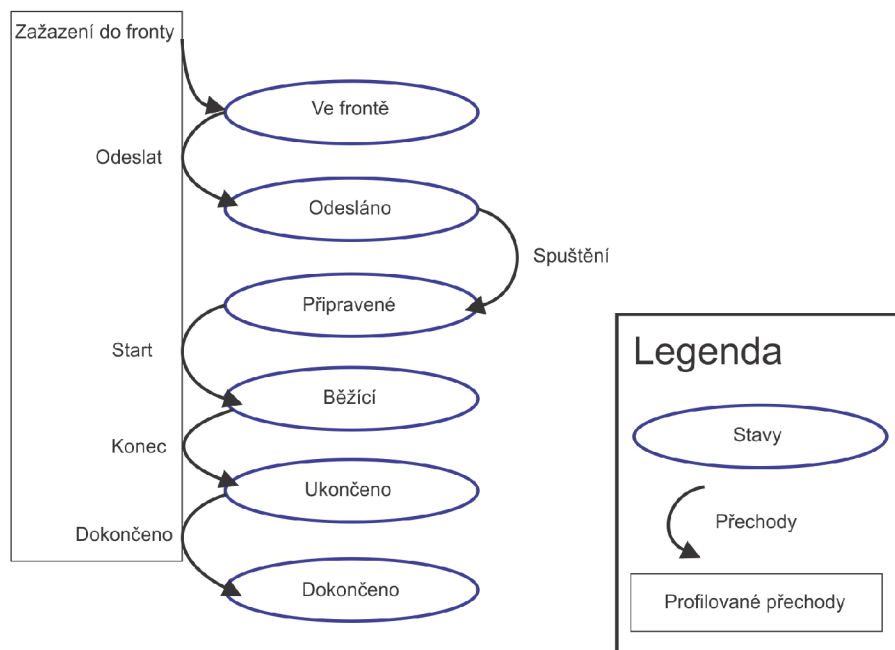 Zažazení do fronty
Ve frontě
Odeslat
Odesláno
Spuštění
Připravené
Start
Běžící
Konec
Ukončeno
Dokončeno
Dokončeno
Legenda
Stavy
Přechody
Profilované přechody